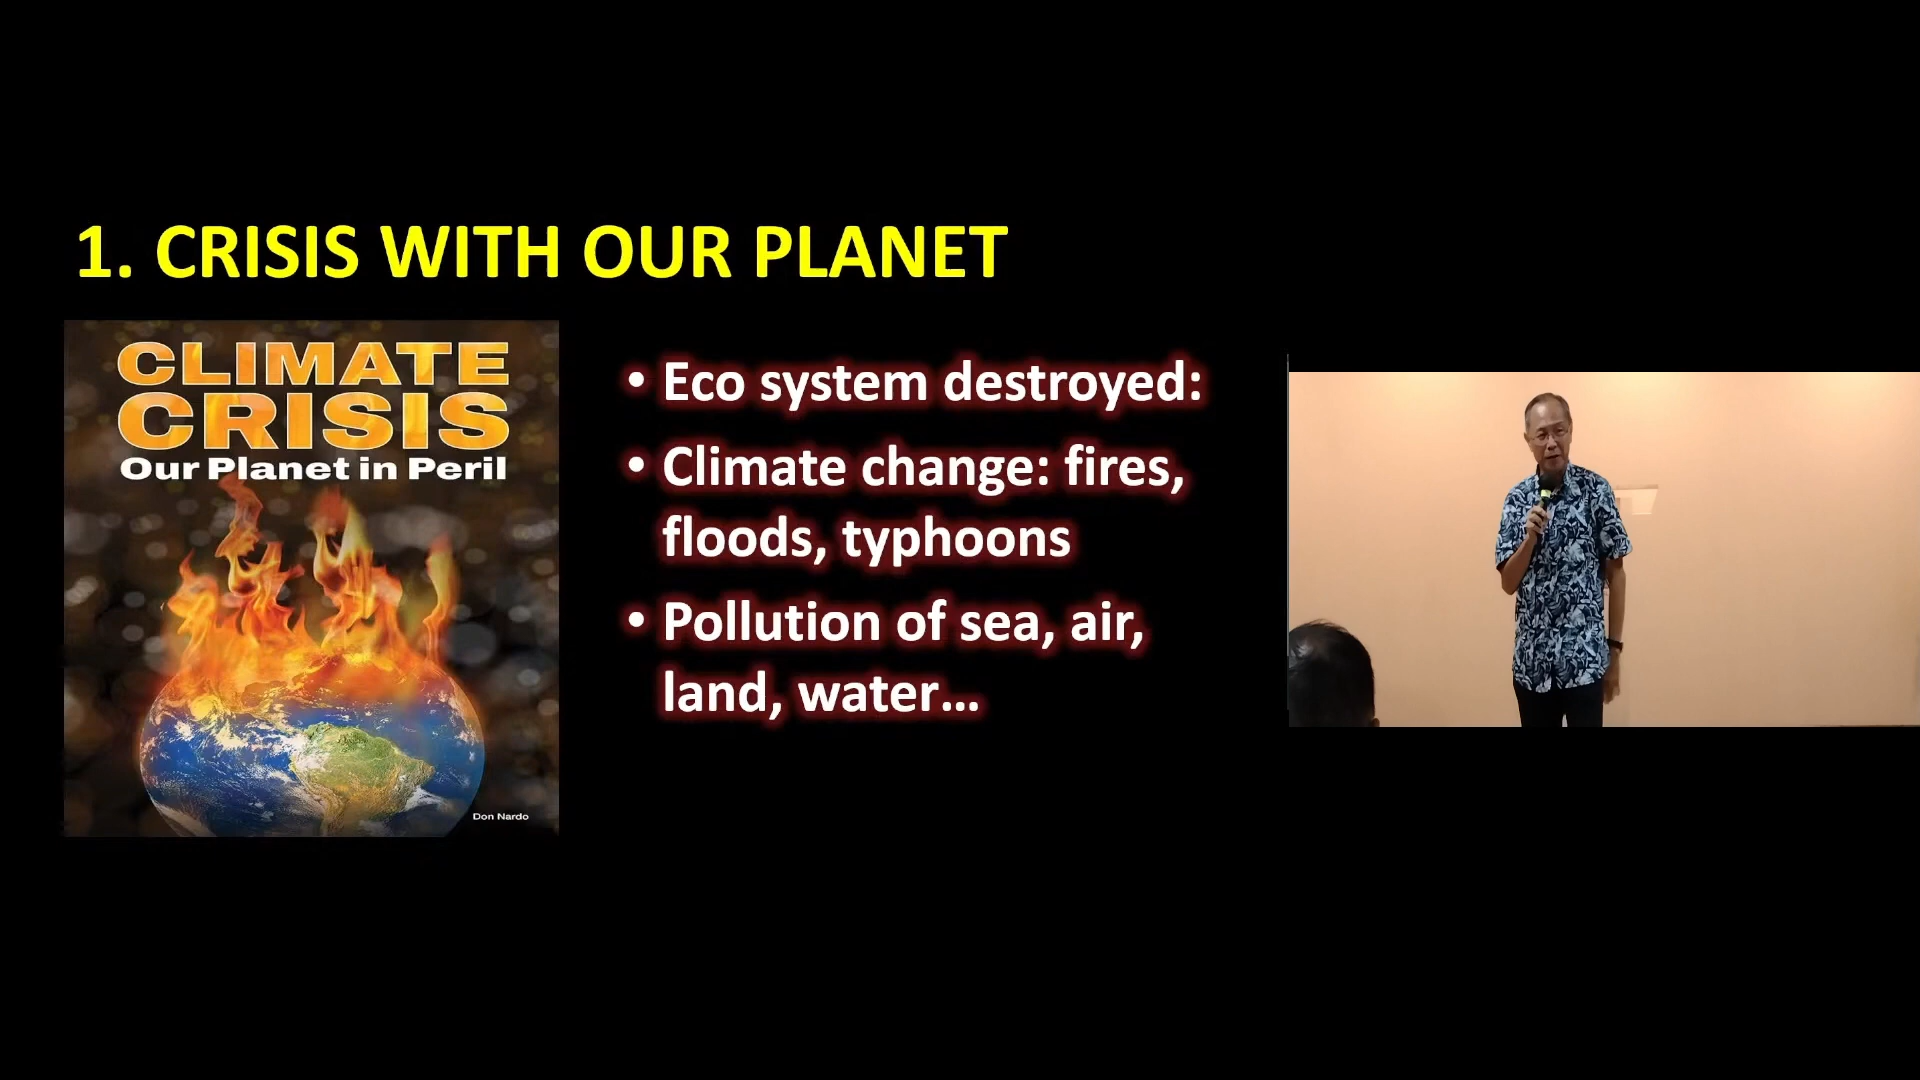 1. CRISIS WITH OUR PLANET
CLIMATE
CRISIS
Our Planet in Peril
Don Nardo
• Eco system destroyed:
• Climate change: fires,
floods, typhoons
• Pollution of sea, air,
land, water...